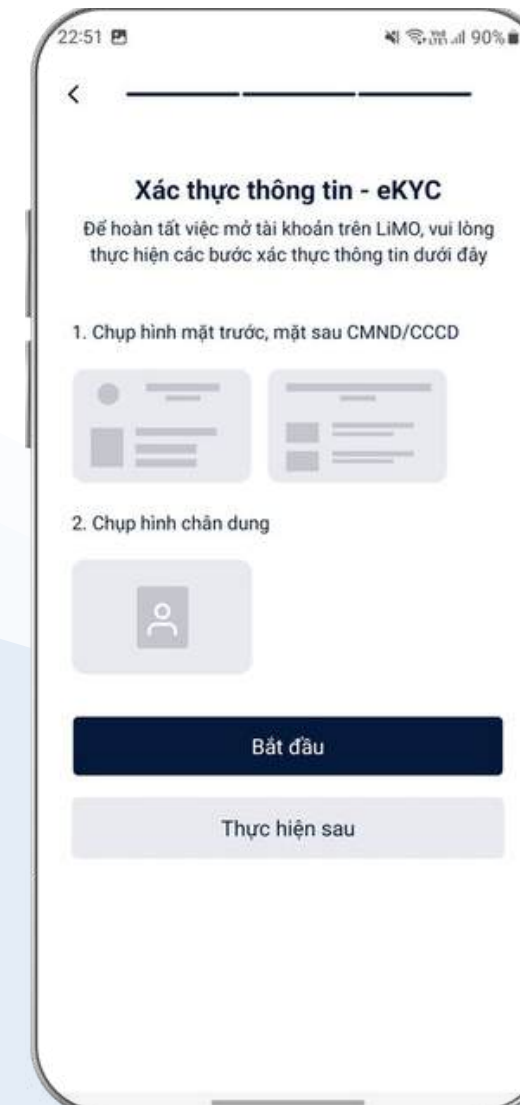 22:51
90%
Xác thực thông tin - eKYC
Để hoàn tất việc mở tài khoản trên LiMO, vui lòng
thực hiện các bước xác thực thông tin dưới đây
1. Chụp hình mặt trước, mặt sau CMND/CCCD
2. Chụp hình chân dung
Bắt đầu
Thực hiện sau